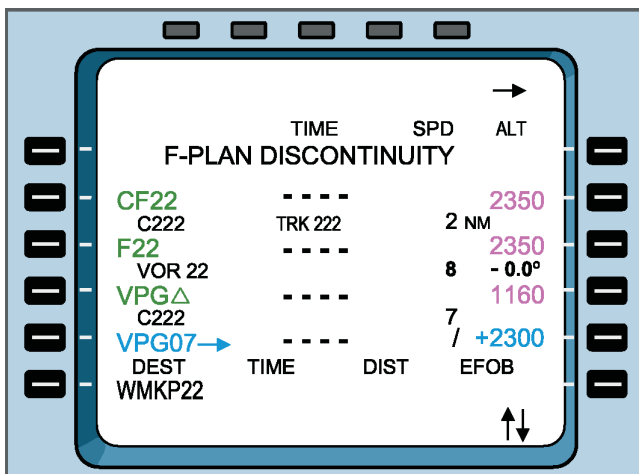 →
TIME SPD ALT
F-PLAN DISCONTINUITY
CF22 ---- 2350
C222 TRK 222 2 NM
F22 ---- 2350
VOR 22 8 - 0.0º
VPG△ ---- 1160
C222 7
VPG07→ ---- / +2300
DEST TIME DIST EFOB
WMKP22
↑↓